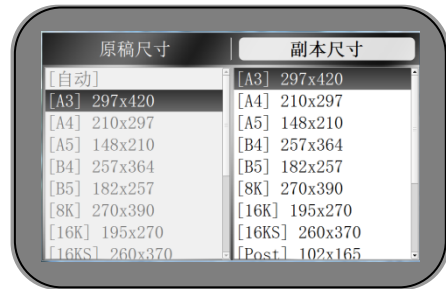 原稿尺寸
副本尺寸
[自动]
[A3] 297x420
[A4] 210x297
[A5] 148x210
[B4] 257x364
[B5] 182x257
[8K] 270x390
[16K] 195x270
[16KS] 260x370
[A3] 297x420
[A4] 210x297
[A5] 148x210
[B4] 257x364
[B5] 182x257
[8K] 270x390
[16K] 195x270
[16KS] 260x370
[Post] 102x165